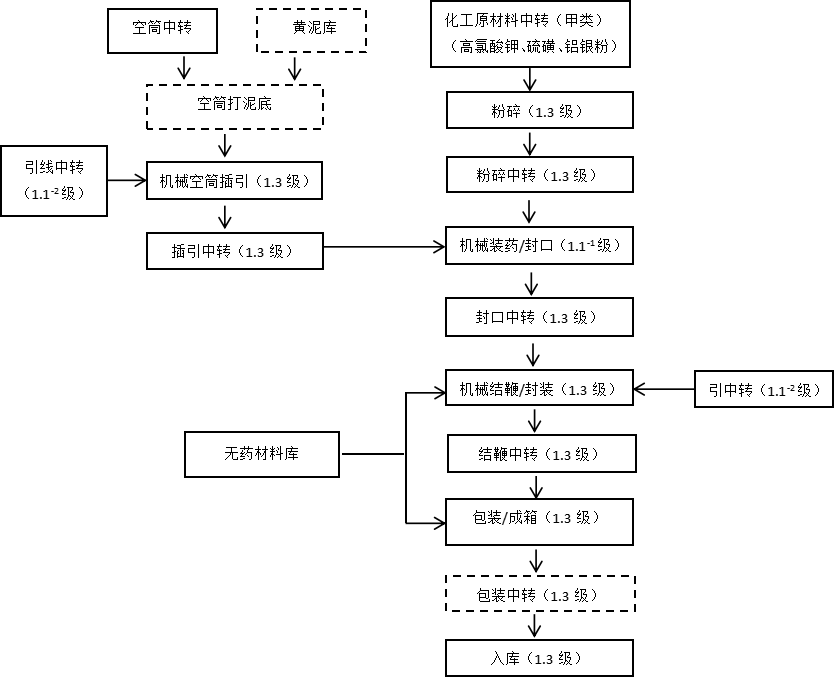 空筒中转
黄泥库
化工原材料中转（甲类）
（高氯酸钾、硫磺、铝银粉）
空筒打泥底
粉碎（1.3 级）
引线中转
（1.1-2级）
机械空筒插引（1.3 级）
粉碎中转（1.3 级）
插引中转（1.3 级）
机械装药/封口（1.1-1级）
封口中转（1.3 级）
机械结鞭/封装（1.3 级）
引中转（1.1-2级）
无药材料库
结鞭中转（1.3 级）
包装/成箱（1.3 级）
包装中转（1.3 级）
入库（1.3 级）